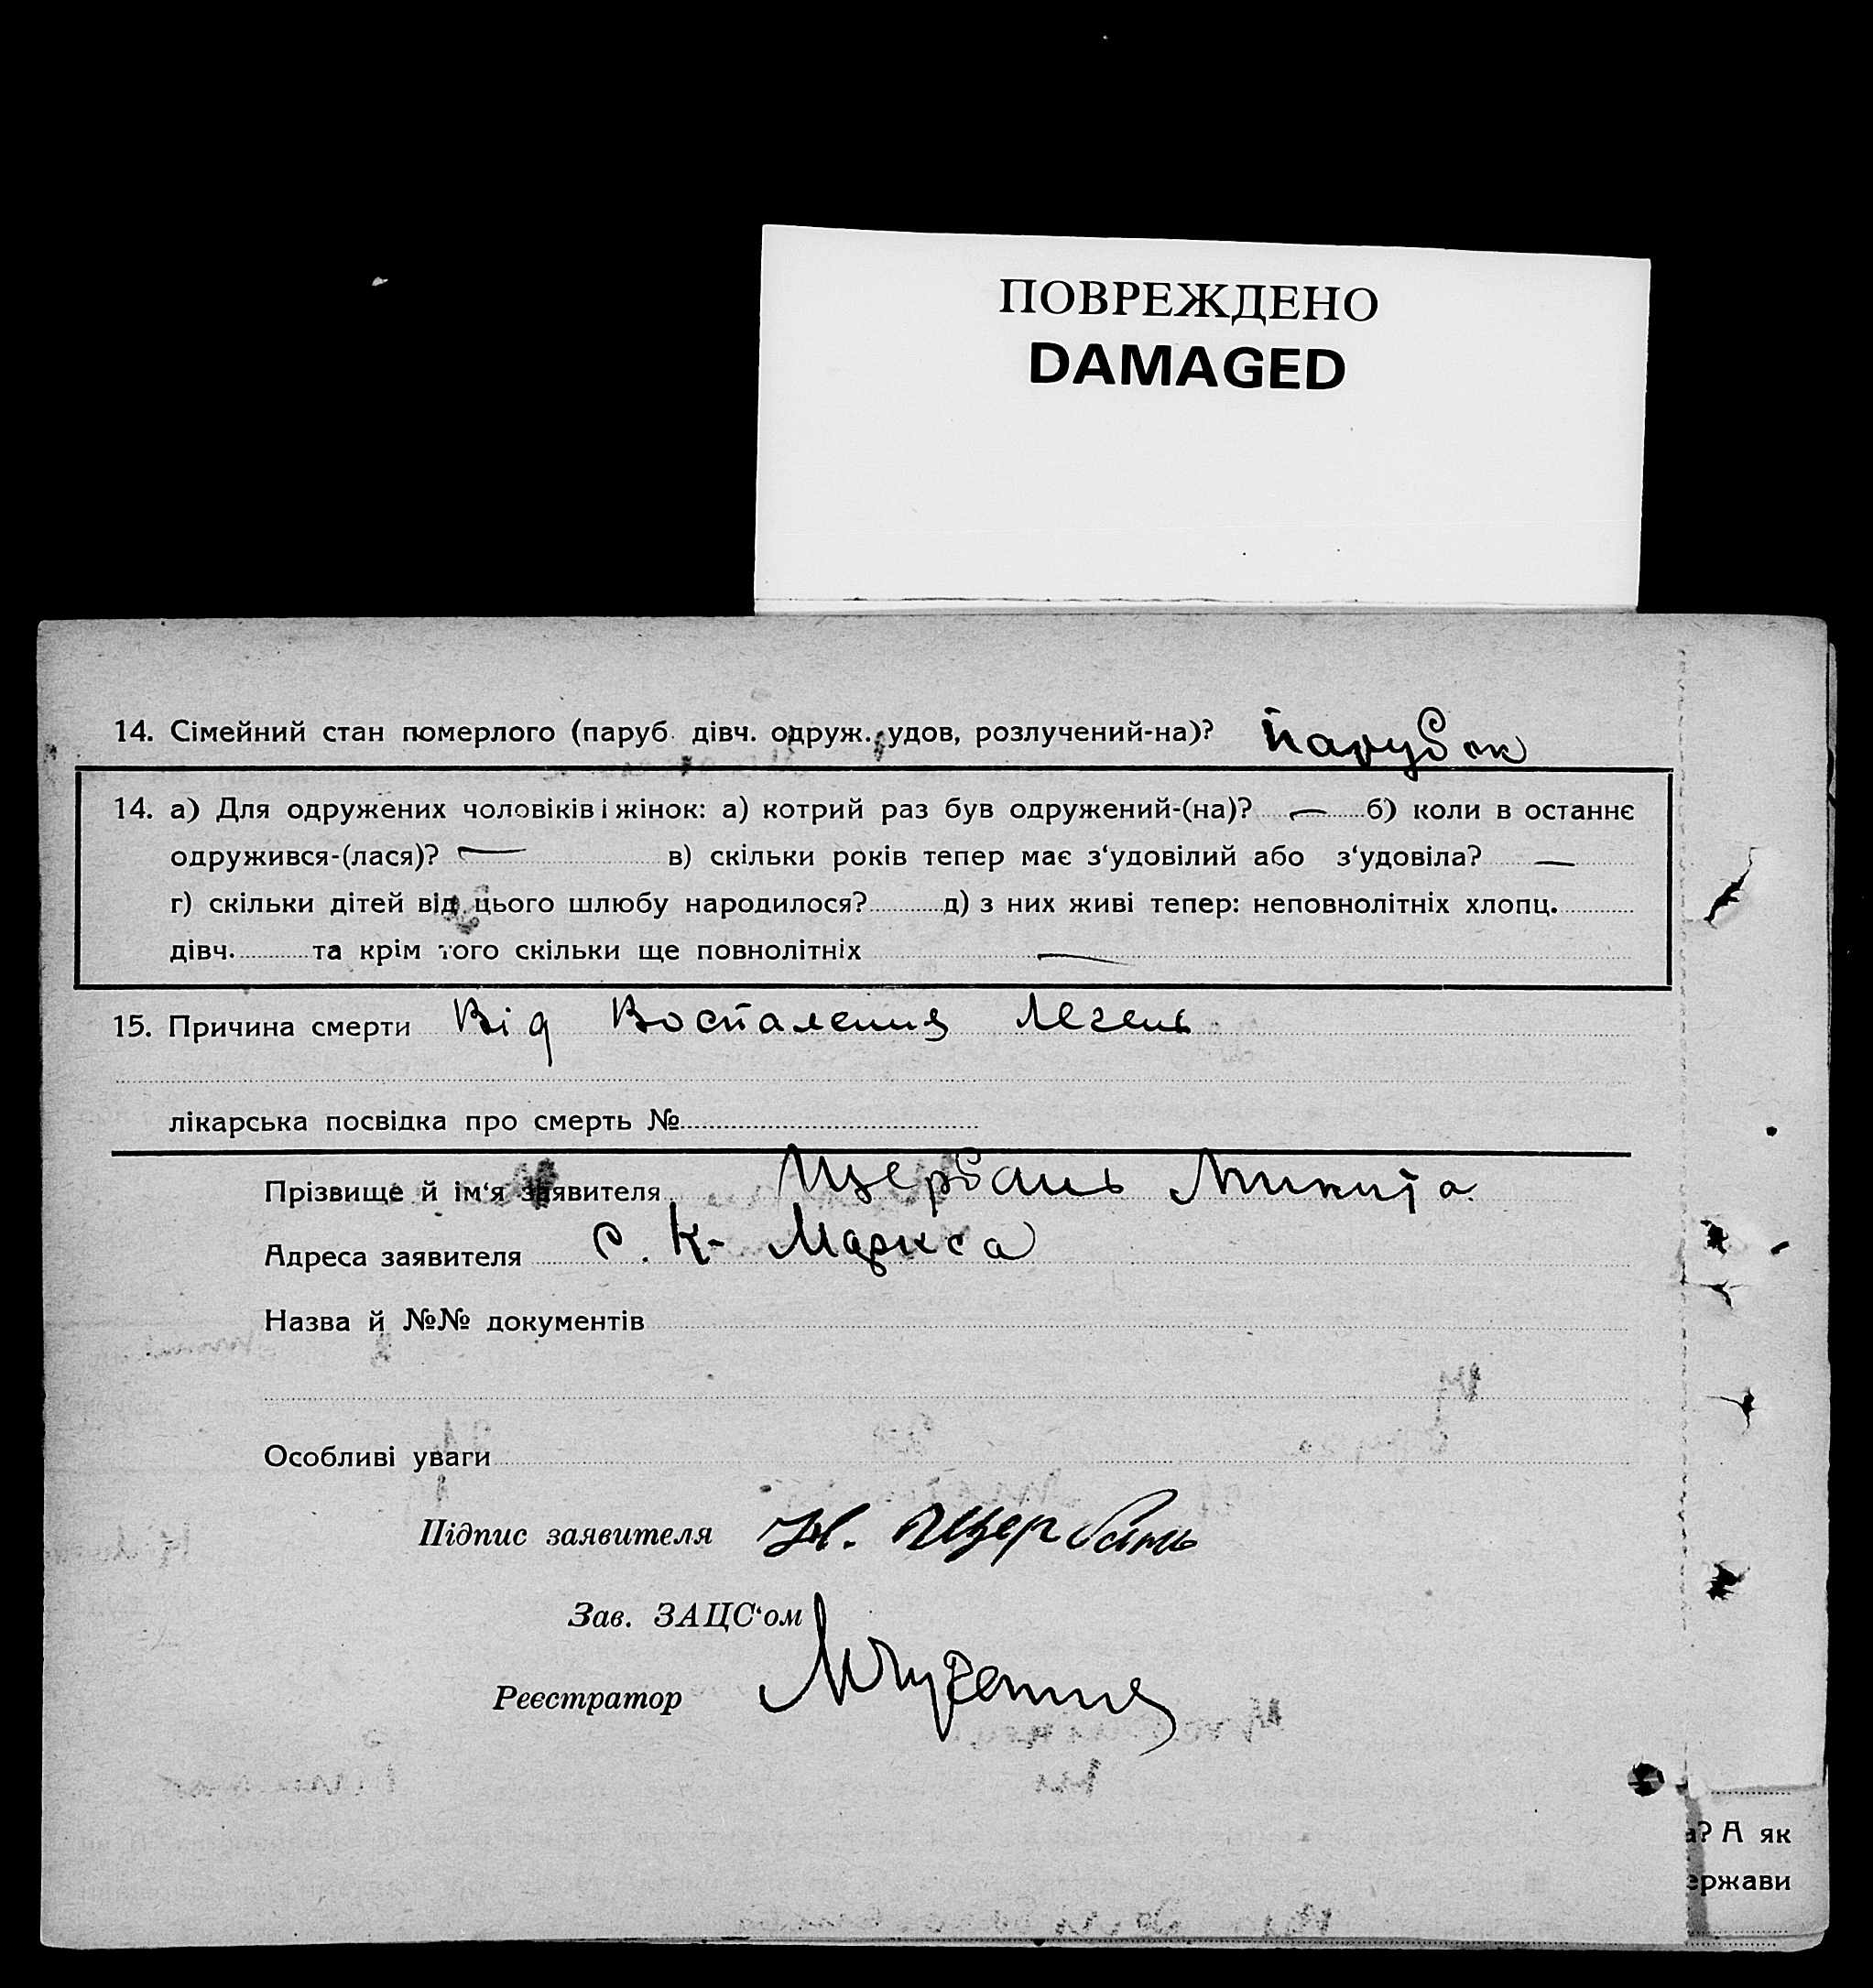 ПОВРЕЖДЕНО
DAMAGED
14. Сімейний стан померлого (паруб. дівч. одруж., удов, розлучений-на)? Парубок
14. а) Для одружених чоловіків і жінок: а) котрий раз був одружений-(на)? — б) коли в останнє
одружився-(лася)? — в) скільки років тепер має з‘удовілий або з‘удовіла? —
г) скільки дітей від цього шлюбу народилося? д) з них живі тепер: неповнолітніх хлопц.
дівч. та крім того скільки ще повнолітніх —
15. Причина смерти Від Воспаления Легень
лікарська посвідка про смерть №
Прізвище й ім‘я заявителя Щербань Микита
Адреса заявителя с. К- Маркса
Назва й №№ документів
Особливі уваги
Підпис заявителя Щербань
Зав. ЗАЦС‘ом
Реєстратор
? А як
ержави